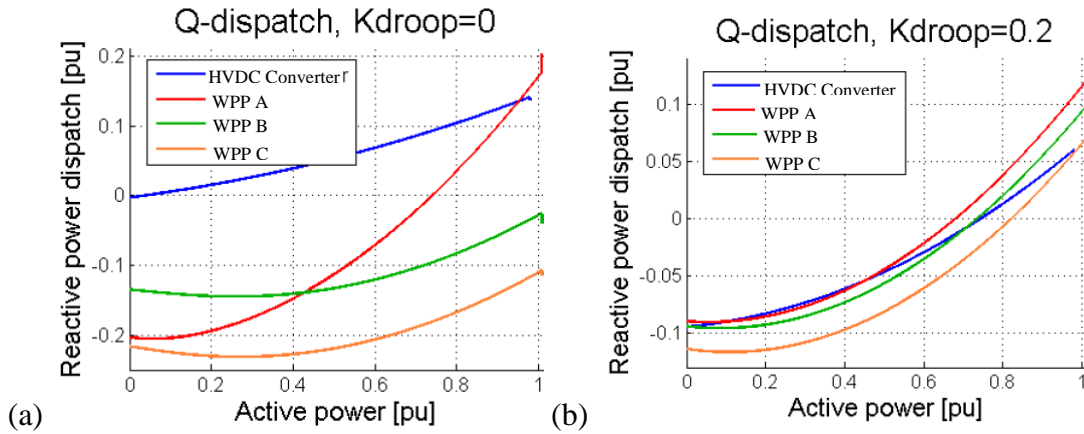 Q-dispatch, Kdroop=0
Reactive power dispatch [pu]
0.2
0.1
0
-0.1
-0.2
HVDC Converter r
WPP A
WPP B
WPP C
0 0.2 0.4 0.6 0.8 1
Active power [pu]
(a)
Q-dispatch, Kdroop=0.2
Reactive power dispatch [pu]
0.1
0.05
0
-0.05
-0.1
HVDC Converter
WPP A
WPP B
WPP C
0 0.2 0.4 0.6 0.8 1
Active power [pu]
(b)